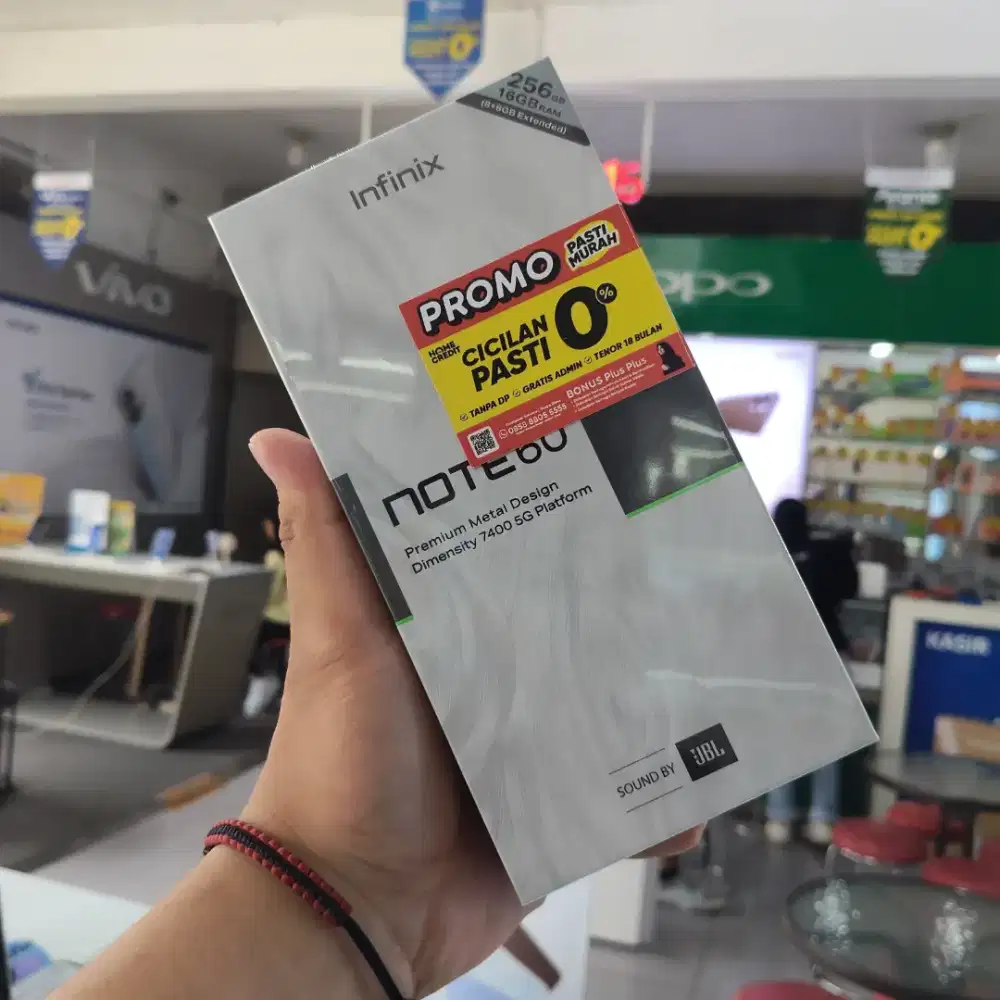 256GB
16GB RAM
(8+8GB Extended)
Infinix
PROMO
PASTI
MURAH
HOME
CREDIT
CICILAN
PASTI
0%
TANPA DP
GRATIS ADMIN
TENOR 18 BULAN
BONUS Plus Plus
NOTE60
Premium Metal Design
Dimensity 7400 5G Platform
SOUND BY
JBL
vivo
oppo
KASIR